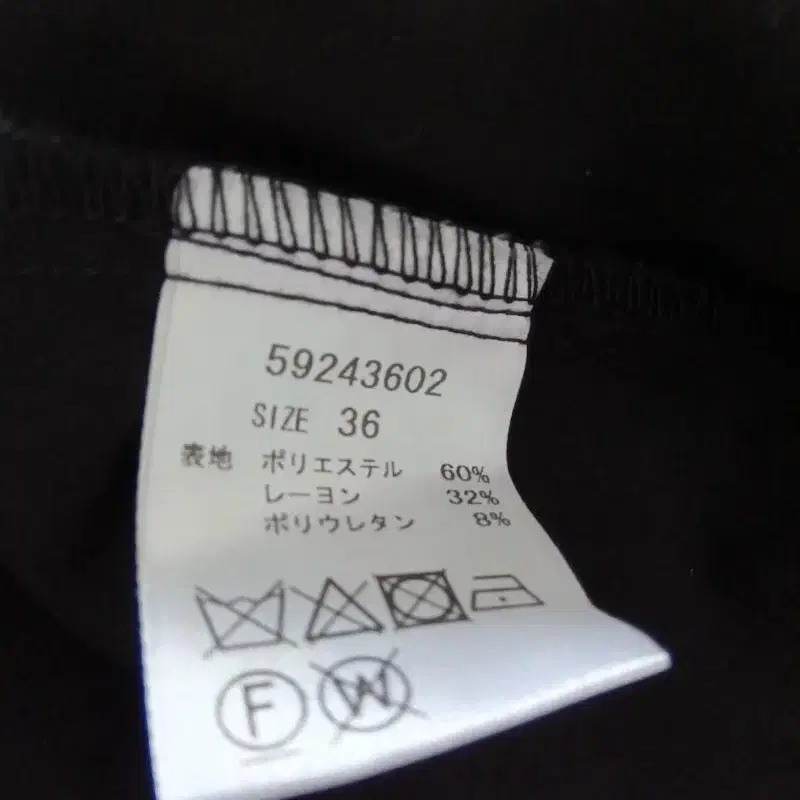 59243602
SIZE 36
表地 ポリエステル 60%
レーヨン 32%
ポリウレタン 8%
F W